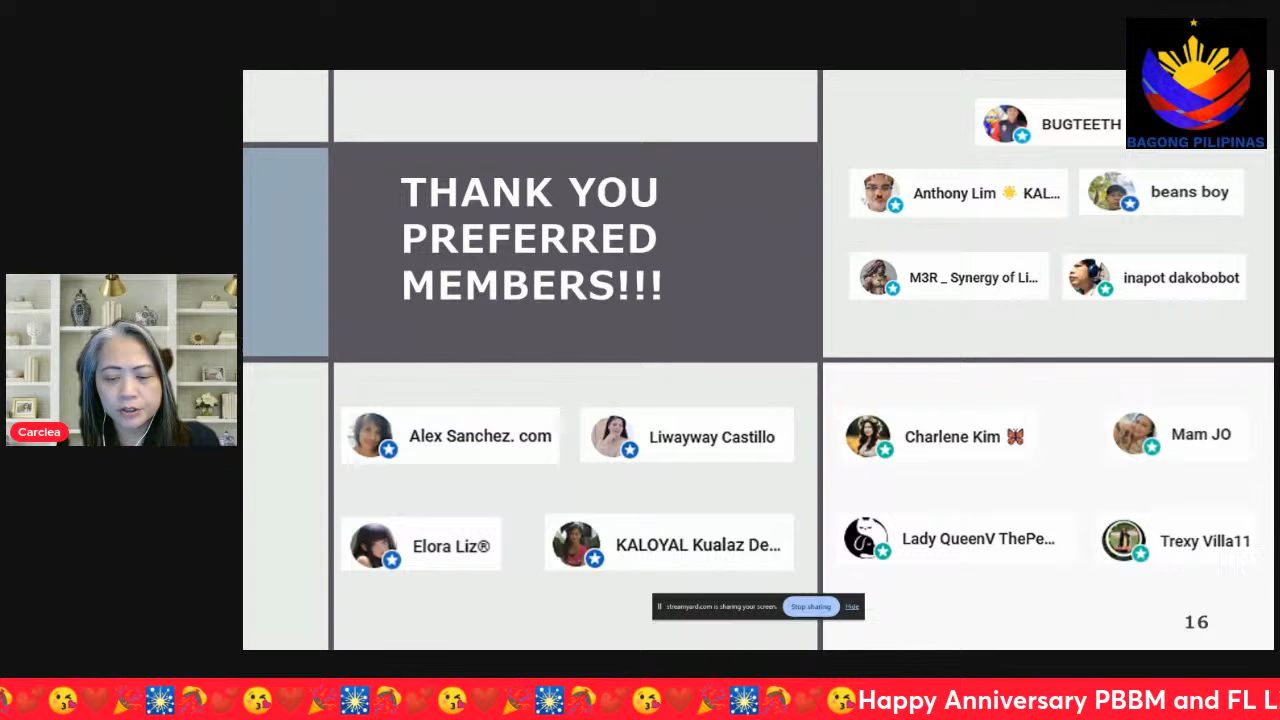 BAGONG PILIPINAS
THANK YOU
PREFERRED
MEMBERS!!!
BUGTEETH
Anthony Lim ☀️ KAL...
beans boy
M3R _ Synergy of Li...
inapot dakobobot
Carclea
Alex Sanchez. com
Liwayway Castillo
Elora Liz®
KALOYAL Kualaz De...
Charlene Kim 🦋
Mam JO
Lady QueenV ThePe...
Trexy Villa11
streamyard.com is sharing your screen.
Stop sharing
Hide
16
Happy Anniversary PBBM and FL L